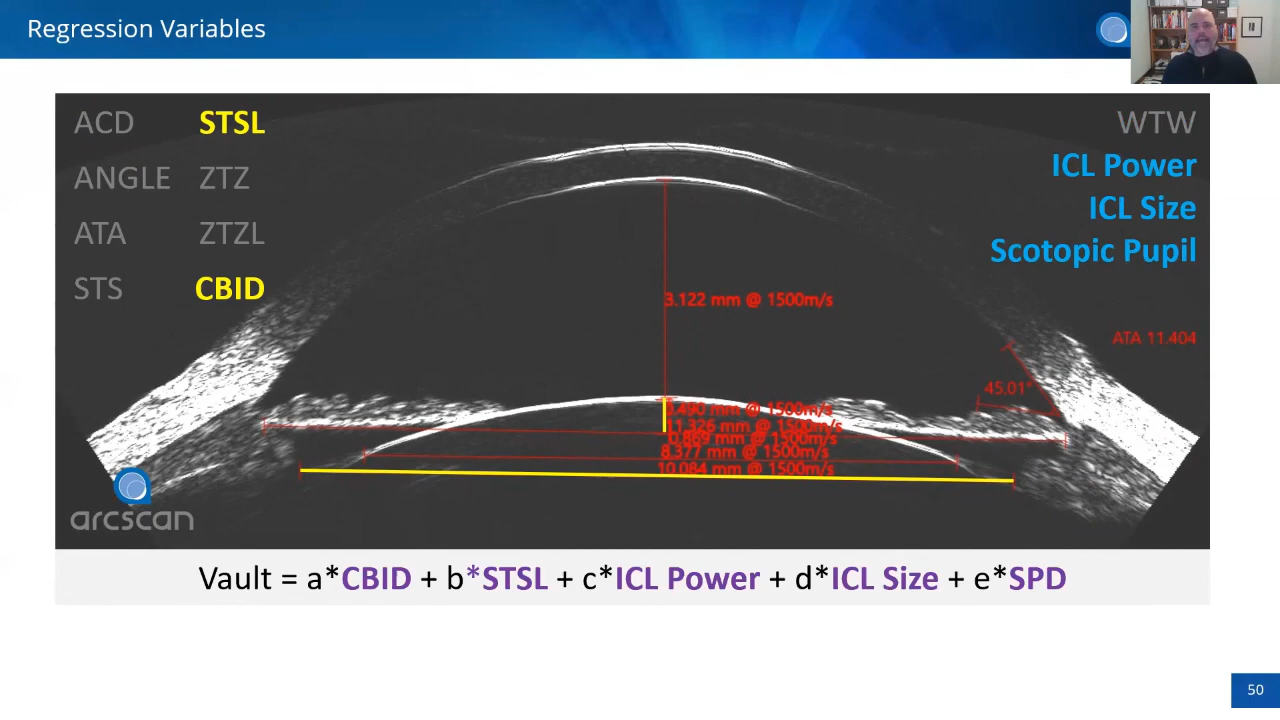 Regression Variables
ACD STSL
ANGLE ZTZ
ATA ZTZL
STS CBID
WTW
ICL Power
ICL Size
Scotopic Pupil
3.122 mm @ 1500m/s
ATA 11.404
45.01°
0.490 mm @ 1500m/s
11.326 mm @ 1500m/s
0.869 mm @ 1500m/s
8.377 mm @ 1500m/s
10.084 mm @ 1500m/s
arcscan
Vault = a*CBID + b*STSL + c*ICL Power + d*ICL Size + e*SPD
50